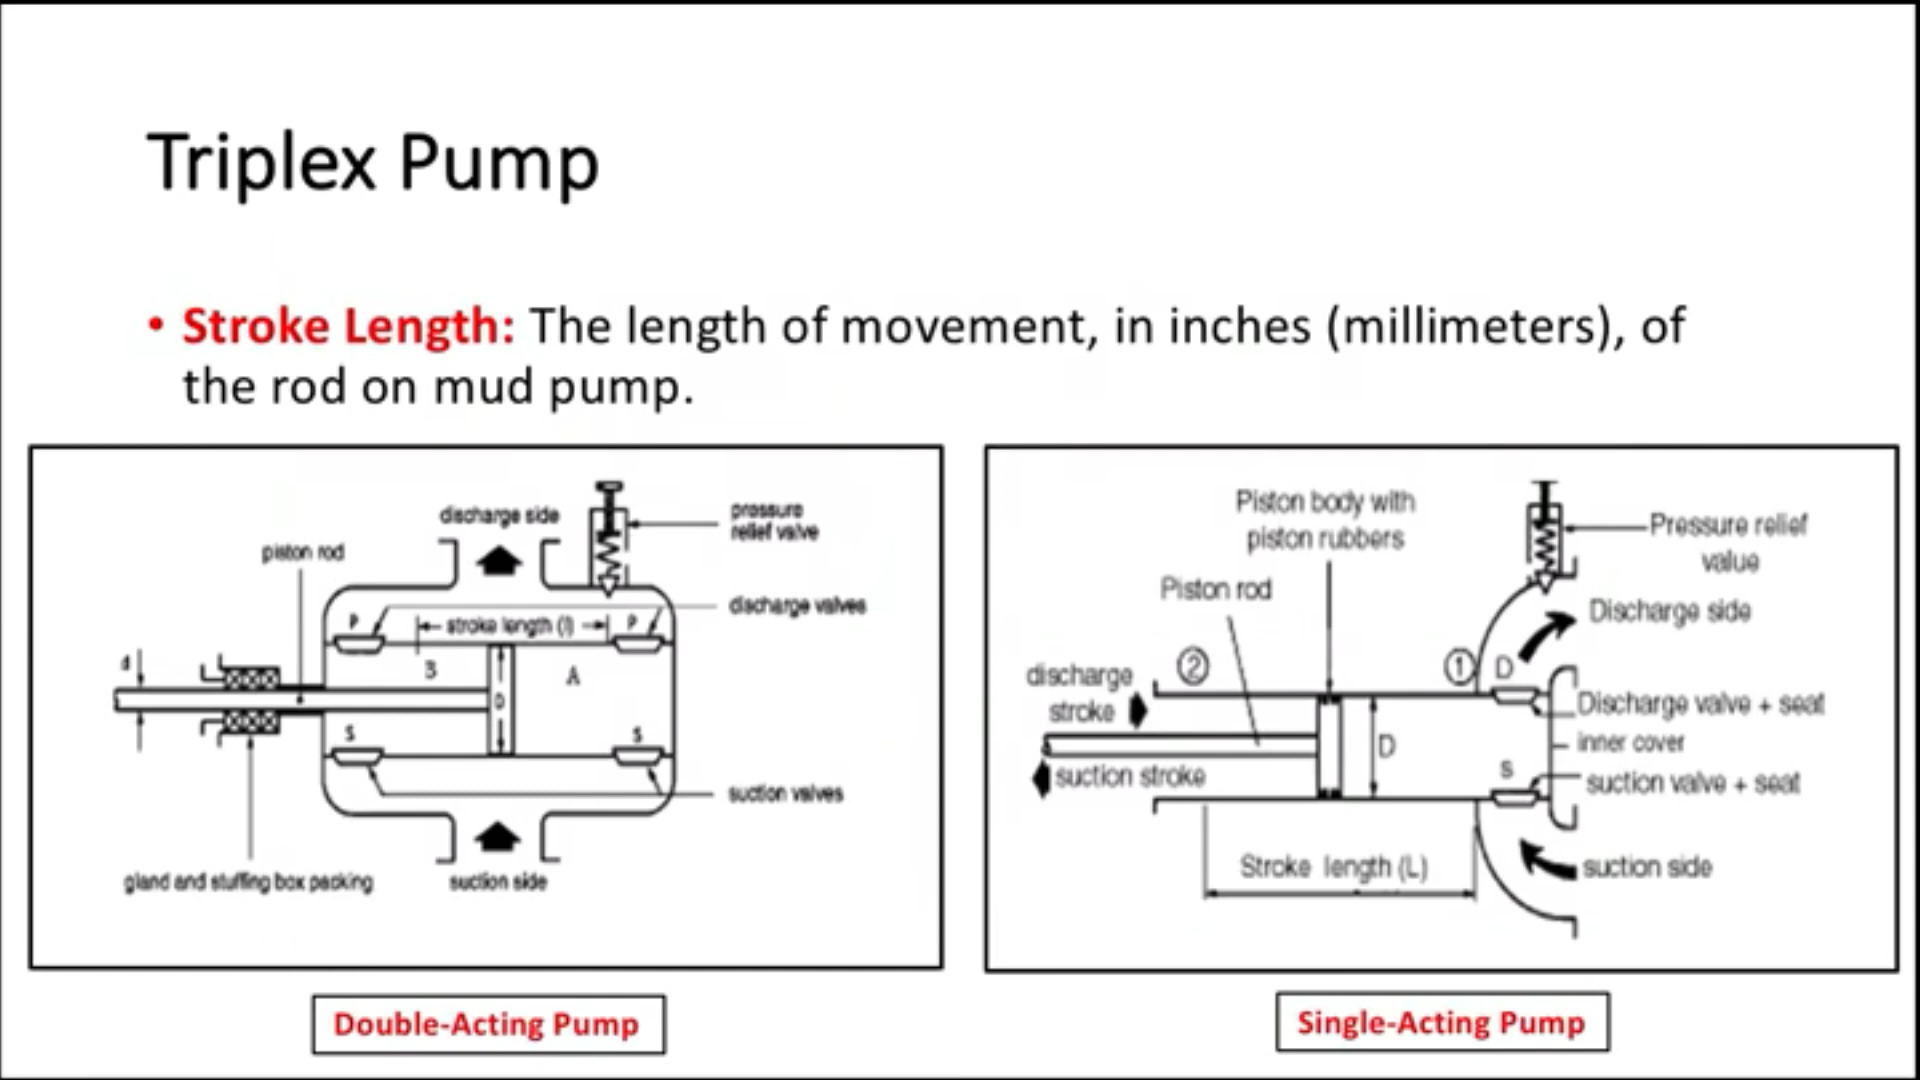 Triplex Pump
• Stroke Length: The length of movement, in inches (millimeters), of
the rod on mud pump.
discharge side
pressure
relief valve
piston rod
discharge valves
P
stroke length (l)
P
d
B
A
D
S
S
suction valves
gland and stuffing box packing
suction side
Double-Acting Pump
Piston body with
piston rubbers
Pressure relief
value
Piston rod
Discharge side
discharge
stroke
2
1
D
Discharge valve + seat
D
inner cover
suction stroke
S
suction valve + seat
Stroke length (L)
suction side
Single-Acting Pump